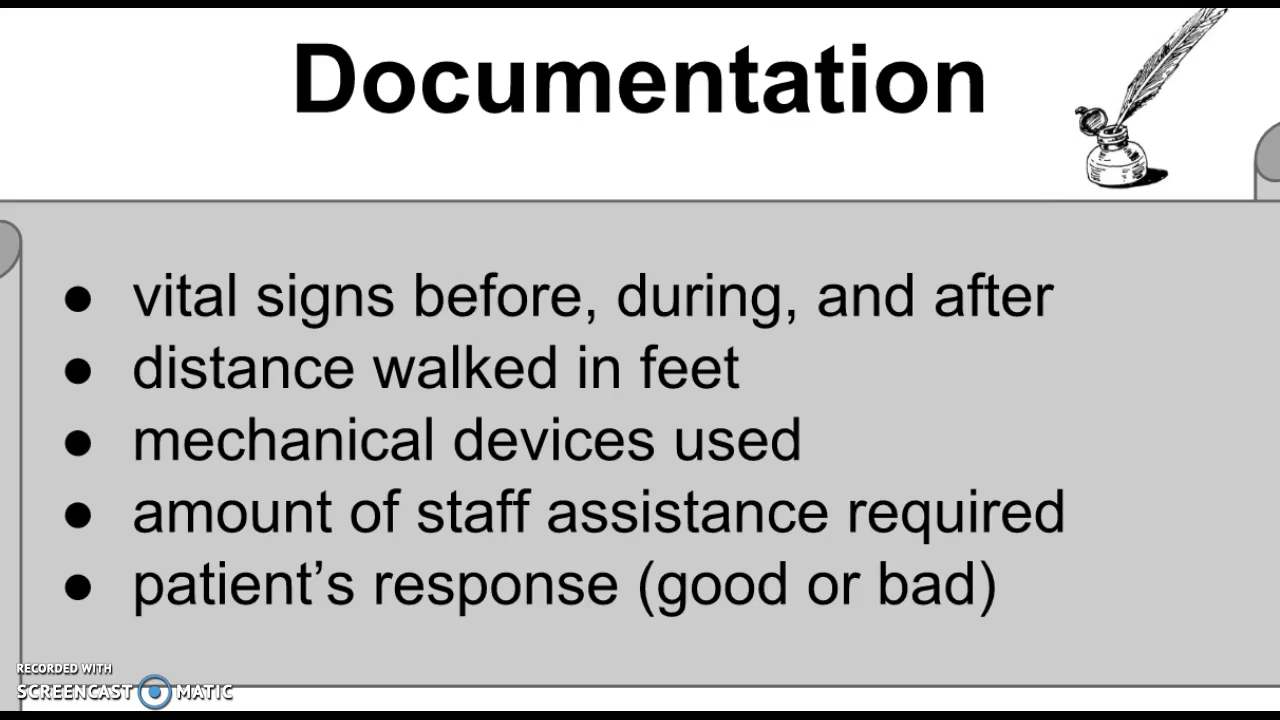 Documentation
● vital signs before, during, and after
● distance walked in feet
● mechanical devices used
● amount of staff assistance required
● patient’s response (good or bad)
RECORDED WITH
SCREENCAST MATIC